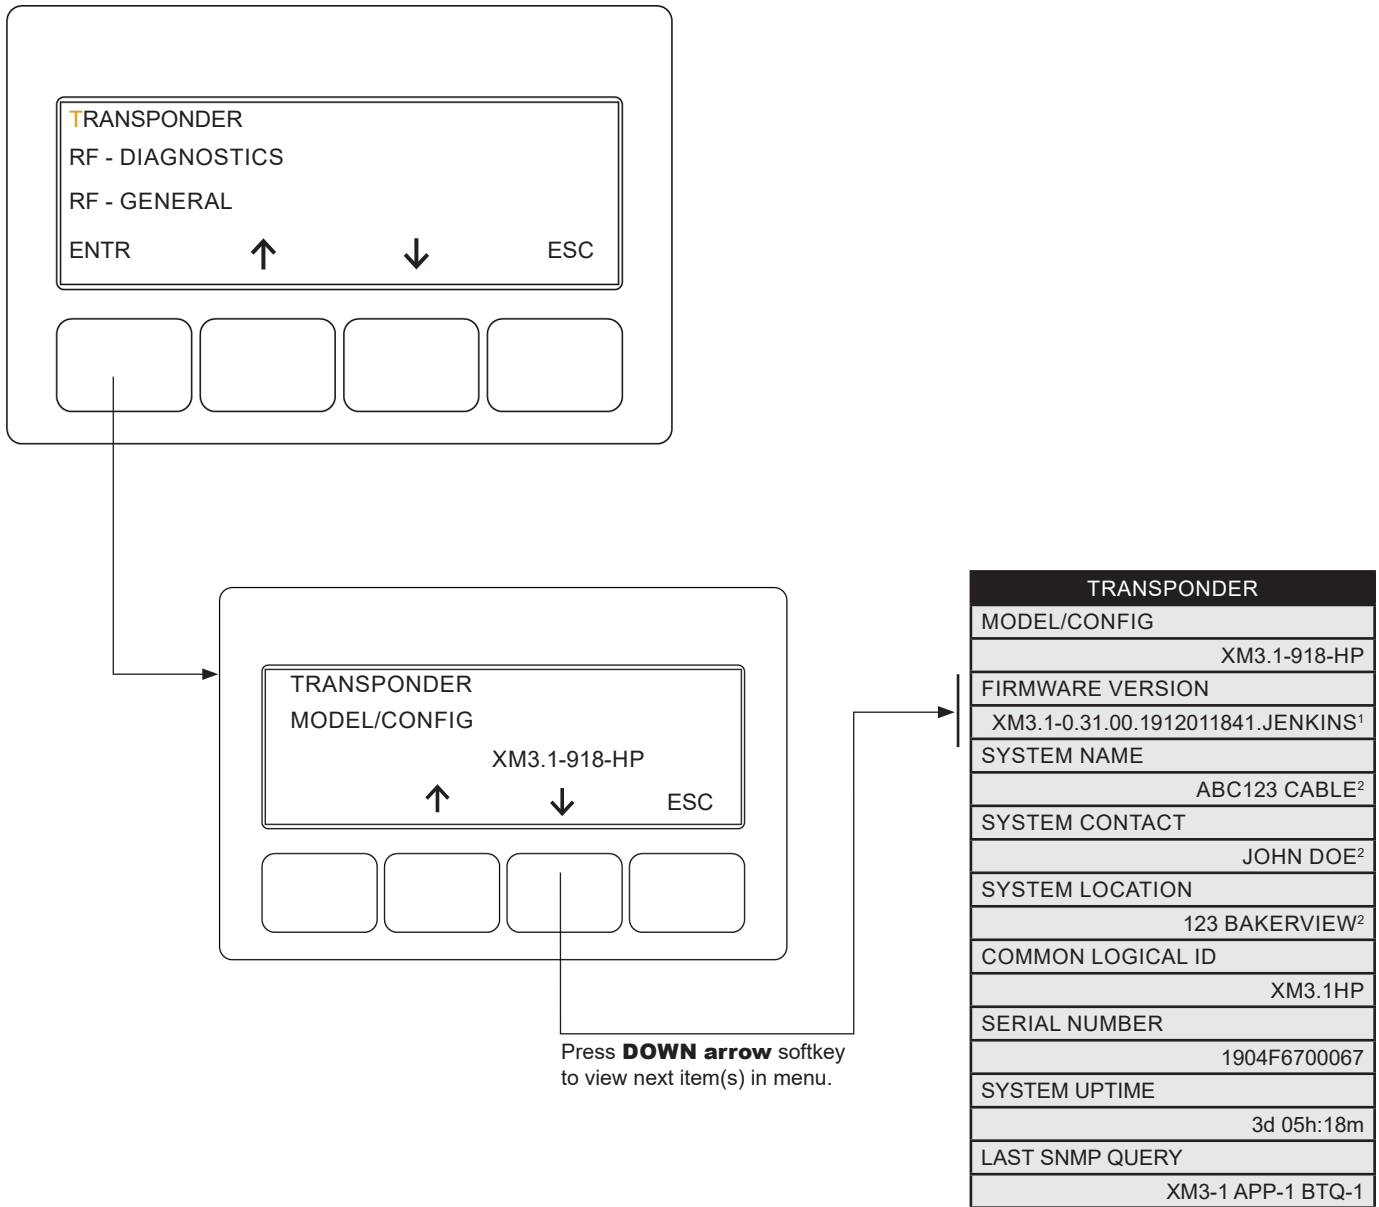 TRANSPONDER
RF - DIAGNOSTICS
RF - GENERAL
ENTR ↑ ↓ ESC
TRANSPONDER
MODEL/CONFIG
XM3.1-918-HP
↑ ↓ ESC
Press DOWN arrow softkey
to view next item(s) in menu.
TRANSPONDER
MODEL/CONFIG
XM3.1-918-HP
FIRMWARE VERSION
XM3.1-0.31.00.1912011841.JENKINS¹
SYSTEM NAME
ABC123 CABLE²
SYSTEM CONTACT
JOHN DOE²
SYSTEM LOCATION
123 BAKERVIEW²
COMMON LOGICAL ID
XM3.1HP
SERIAL NUMBER
1904F6700067
SYSTEM UPTIME
3d 05h:18m
LAST SNMP QUERY
XM3-1 APP-1 BTQ-1